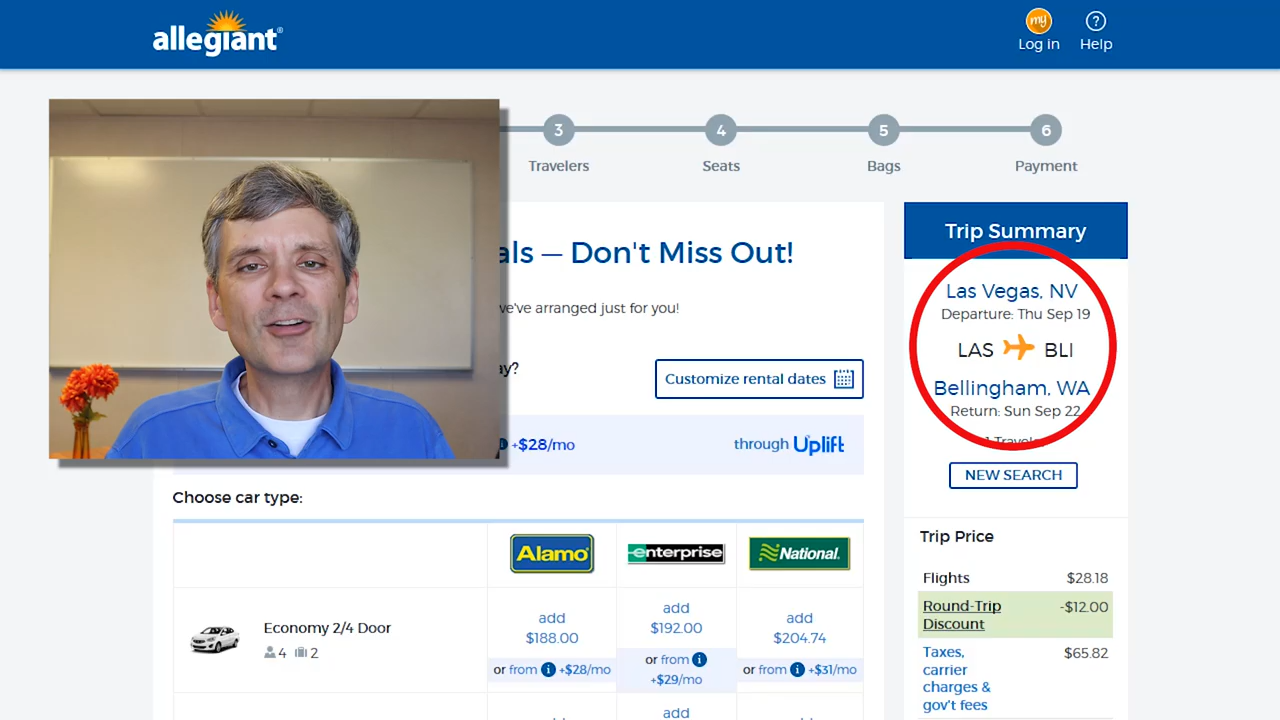 allegiant®
my
Log in
?
Help
3
4
5
6
Travelers
Seats
Bags
Payment
als — Don't Miss Out!
we've arranged just for you!
ay?
Customize rental dates
+$28/mo
through Uplift
Choose car type:
Alamo
enterprise
National.
Economy 2/4 Door
4
2
add
$188.00
or from i +$28/mo
add
$192.00
or from i
+$29/mo
add
$204.74
or from i +$31/mo
add
Trip Summary
Las Vegas, NV
Departure: Thu Sep 19
LAS BLI
Bellingham, WA
Return: Sun Sep 22
1 Traveler
NEW SEARCH
Trip Price
Flights $28.18
Round-Trip -$12.00
Discount
Taxes, $65.82
carrier
charges &
gov't fees